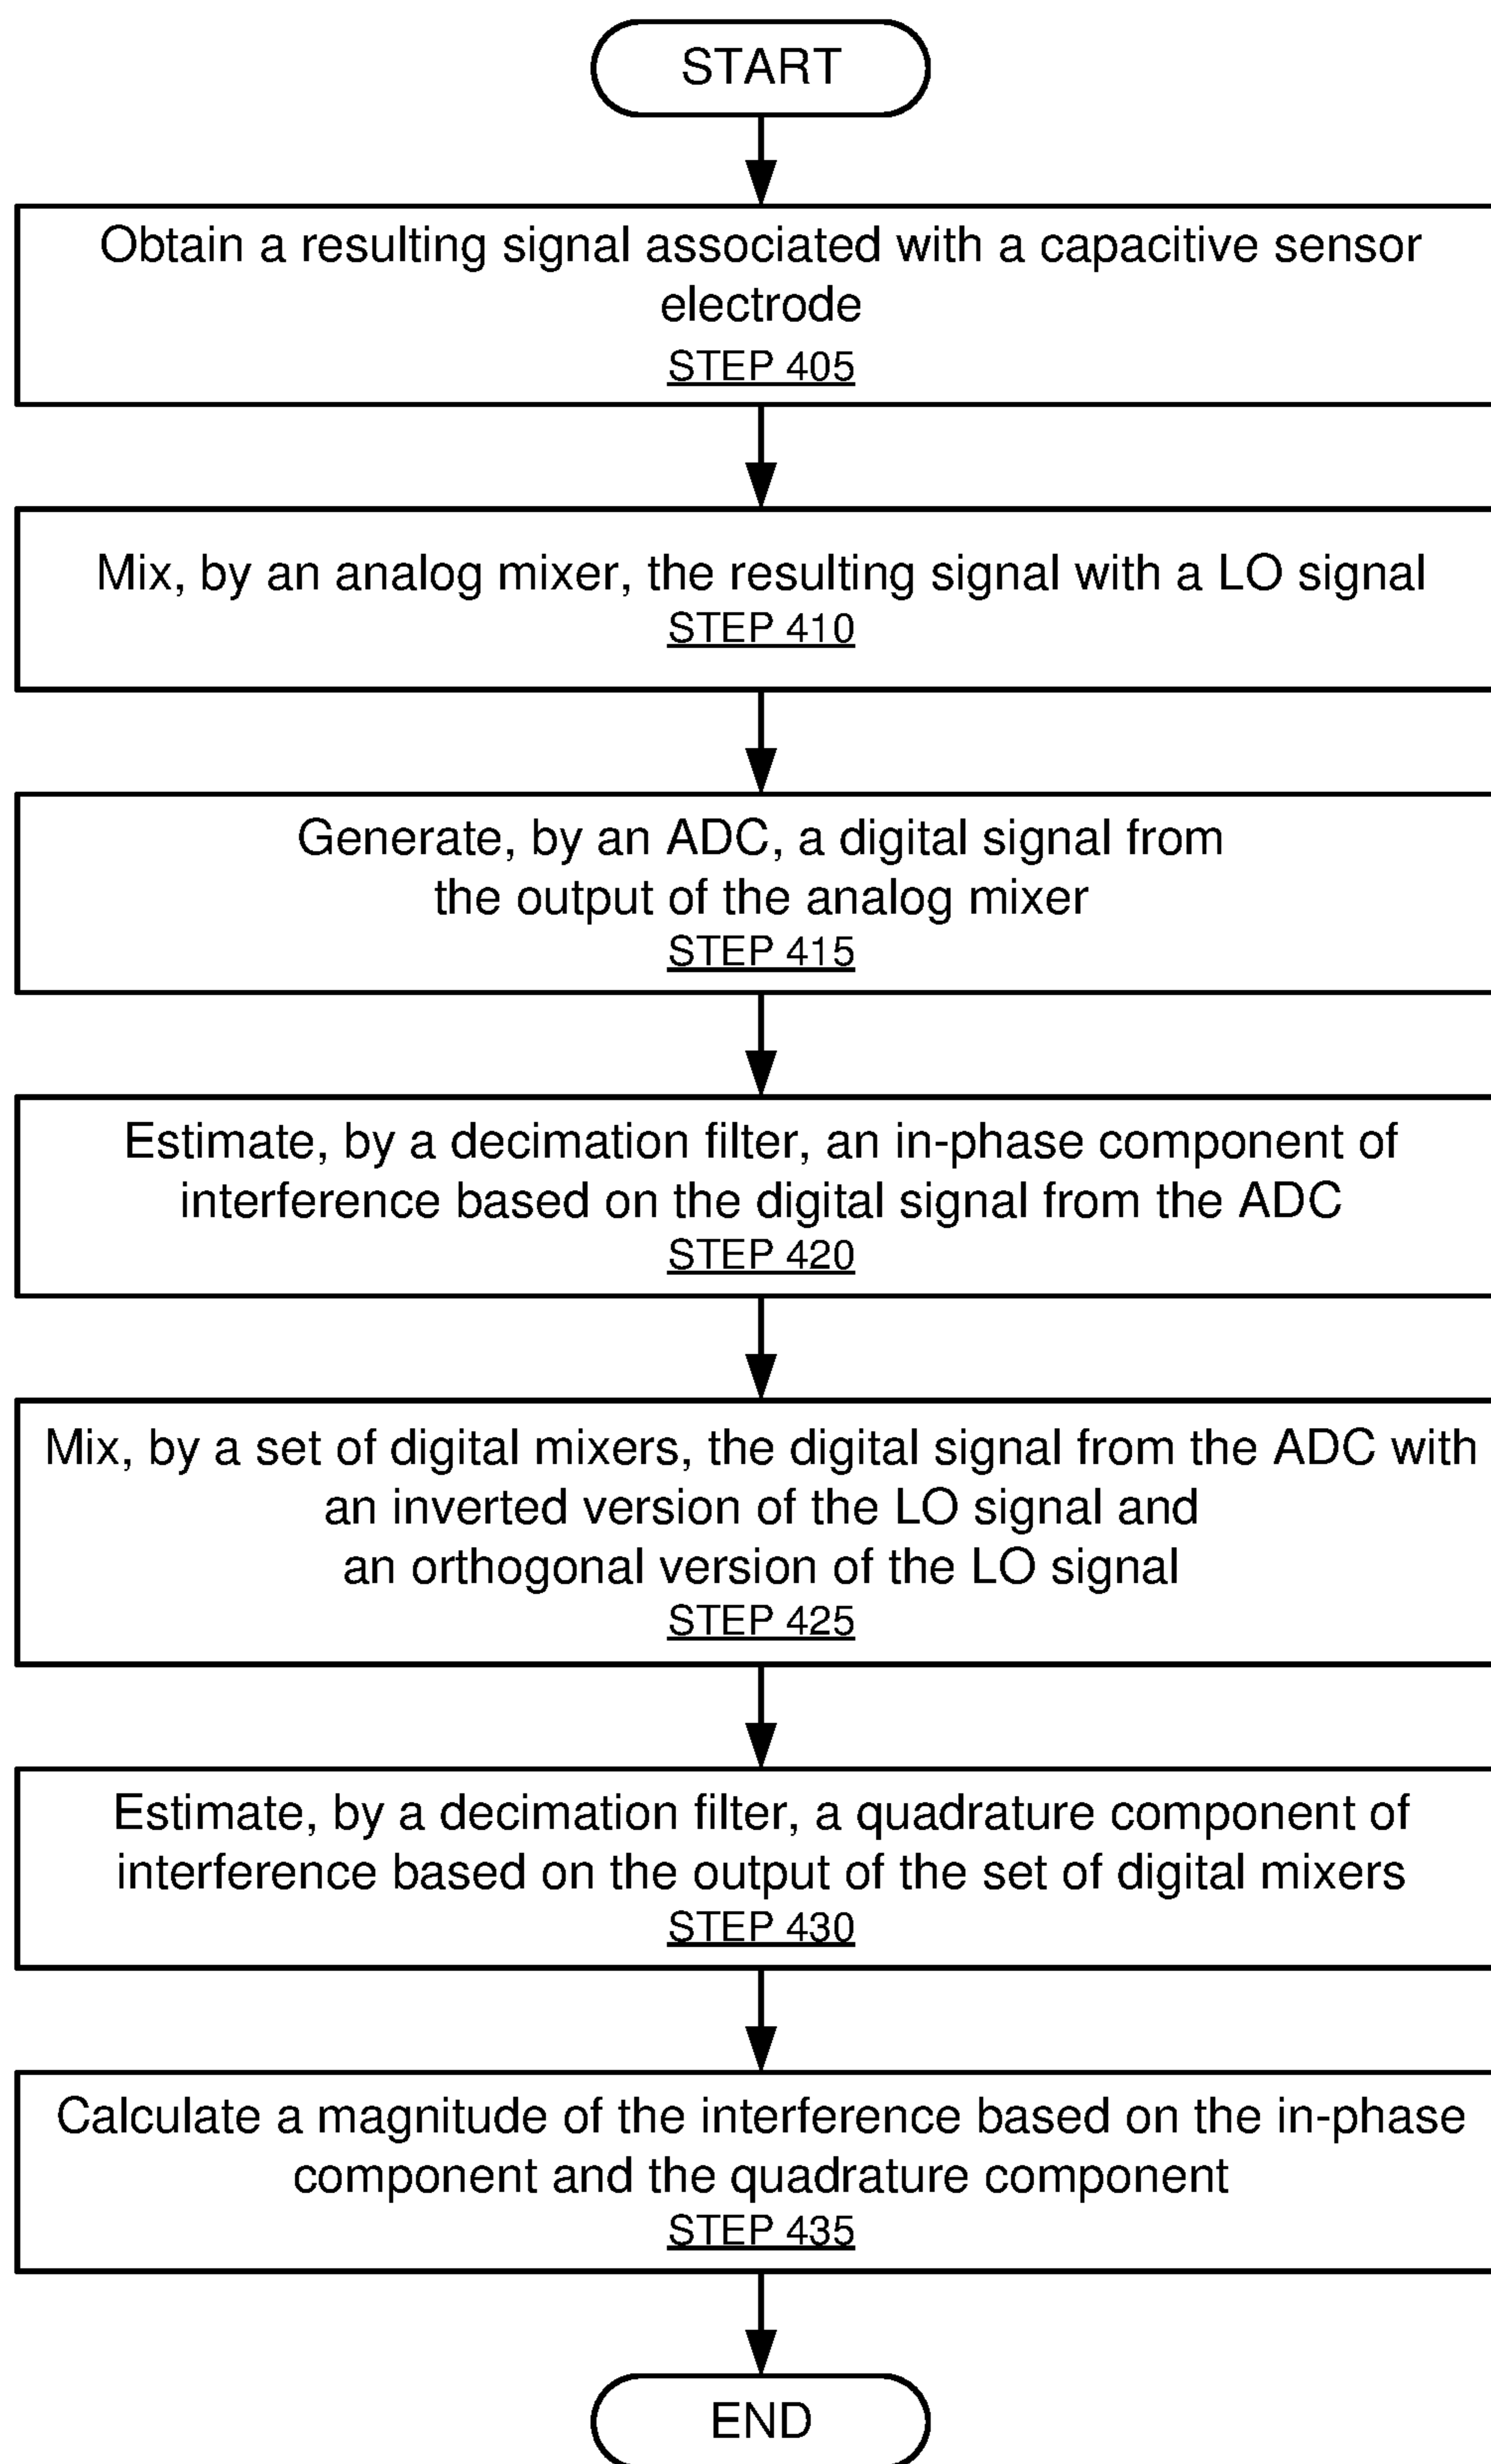 START
Obtain a resulting signal associated with a capacitive sensor
electrode
STEP 405
Mix, by an analog mixer, the resulting signal with a LO signal
STEP 410
Generate, by an ADC, a digital signal from
the output of the analog mixer
STEP 415
Estimate, by a decimation filter, an in-phase component of
interference based on the digital signal from the ADC
STEP 420
Mix, by a set of digital mixers, the digital signal from the ADC with
an inverted version of the LO signal and
an orthogonal version of the LO signal
STEP 425
Estimate, by a decimation filter, a quadrature component of
interference based on the output of the set of digital mixers
STEP 430
Calculate a magnitude of the interference based on the in-phase
component and the quadrature component
STEP 435
END